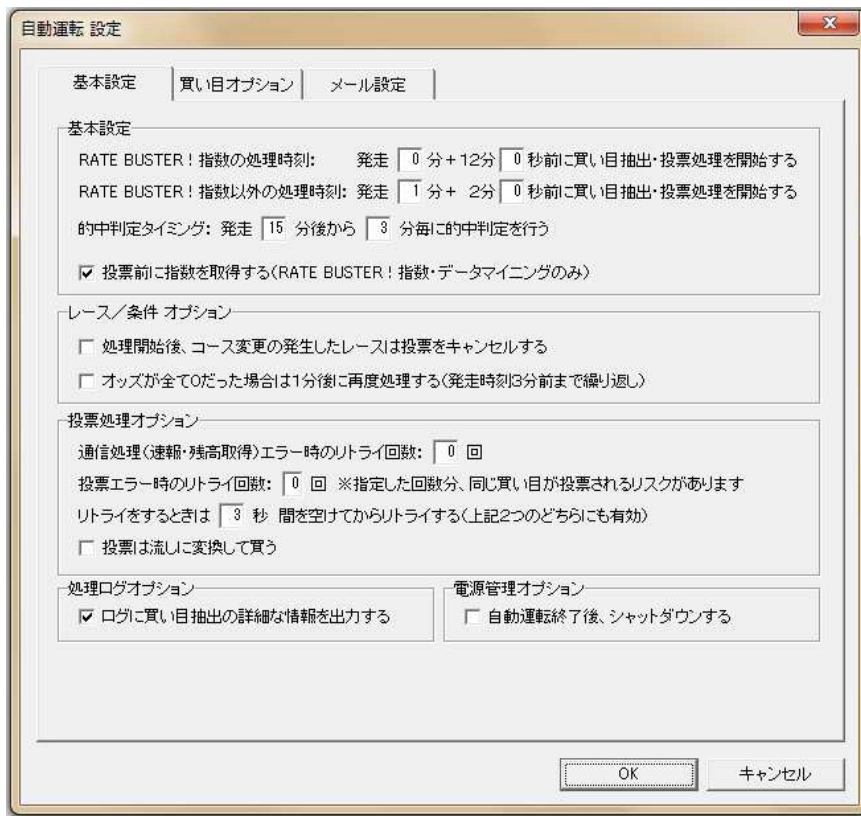 自動運転 設定
基本設定 買い目オプション メール設定
基本設定
RATE BUSTER！指数の処理時刻： 発走 0 分＋12分 0 秒前に買い目抽出・投票処理を開始する
RATE BUSTER！指数以外の処理時刻： 発走 1 分＋ 2分 0 秒前に買い目抽出・投票処理を開始する
的中判定タイミング： 発走 15 分後から 3 分毎に的中判定を行う
投票前に指数を取得する（RATE BUSTER！指数・データマイニングのみ）
レース／条件 オプション
処理開始後、コース変更の発生したレースは投票をキャンセルする
オッズが全て0だった場合は1分後に再度処理する（発走時刻3分前まで繰り返し）
投票処理オプション
通信処理（速報・残高取得）エラー時のリトライ回数： 0 回
投票エラー時のリトライ回数： 0 回 ※指定した回数分、同じ買い目が投票されるリスクがあります
リトライをするときは 3 秒 間を空けてからリトライする（上記2つのどちらにも有効）
投票は流しに変換して買う
処理ログオプション 電源管理オプション
ログに買い目抽出の詳細な情報を出力する 自動運転終了後、シャットダウンする
OK キャンセル